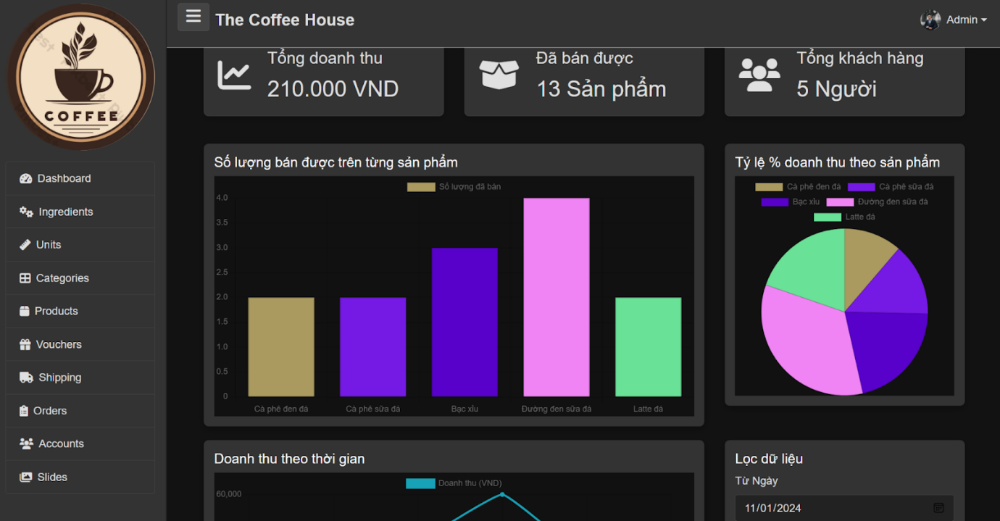 The Coffee House
Admin
COFFEE
Dashboard
Ingredients
Units
Categories
Products
Vouchers
Shipping
Orders
Accounts
Slides
Tổng doanh thu
210.000 VND
Đã bán được
13 Sản phẩm
Tổng khách hàng
5 Người
Số lượng bán được trên từng sản phẩm
Số lượng đã bán
4.0
3.5
3.0
2.5
2.0
1.5
1.0
0.5
0
Cà phê đen đá
Cà phê sữa đá
Bạc xỉu
Đường đen sữa đá
Latte đá
Tỷ lệ % doanh thu theo sản phẩm
Cà phê đen đá
Cà phê sữa đá
Bạc xỉu
Đường đen sữa đá
Latte đá
Doanh thu theo thời gian
Doanh thu (VND)
60,000
Lọc dữ liệu
Từ Ngày
11/01/2024